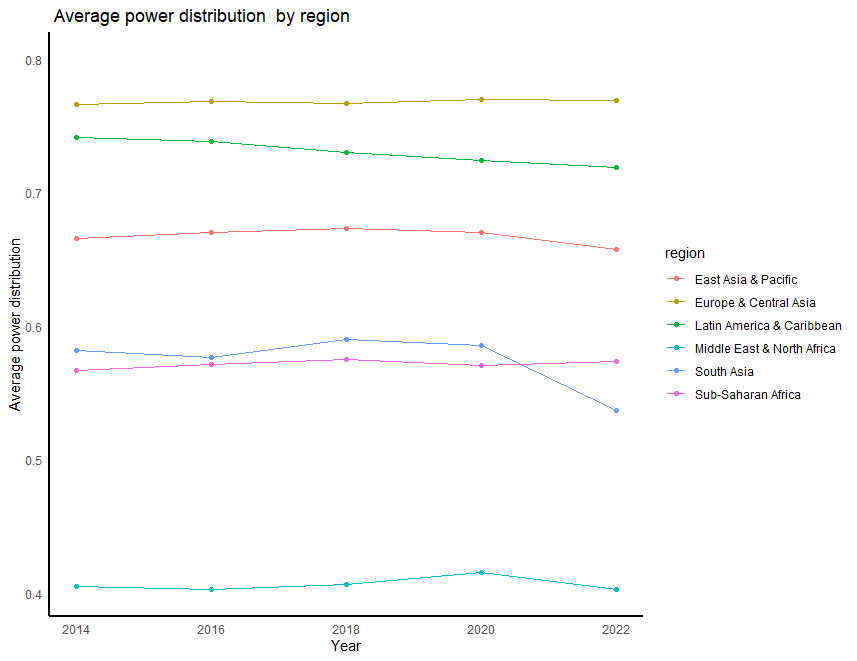 Average power distribution  by region
0.8
0.7
0.6
0.5
0.4
Average power distribution
2014 2016 2018 2020 2022
Year
region
East Asia & Pacific
Europe & Central Asia
Latin America & Caribbean
Middle East & North Africa
South Asia
Sub-Saharan Africa